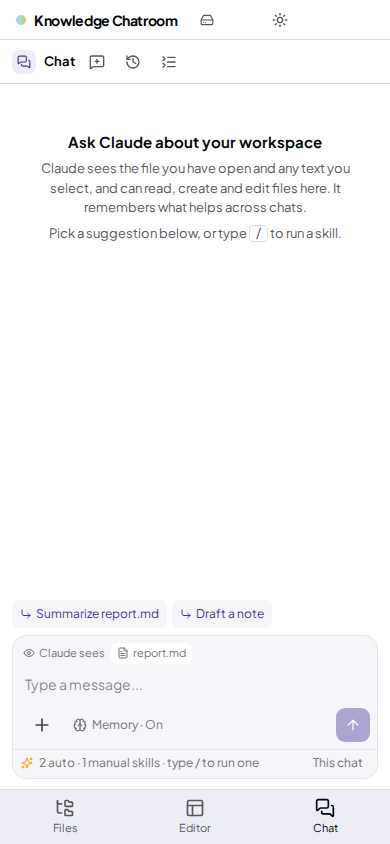 Knowledge Chatroom
Chat
Ask Claude about your workspace
Claude sees the file you have open and any text you
select, and can read, create and edit files here. It
remembers what helps across chats.
Pick a suggestion below, or type / to run a skill.
Summarize report.md
Draft a note
Claude sees report.md
Type a message...
Memory · On
2 auto · 1 manual skills · type / to run one
This chat
Files
Editor
Chat